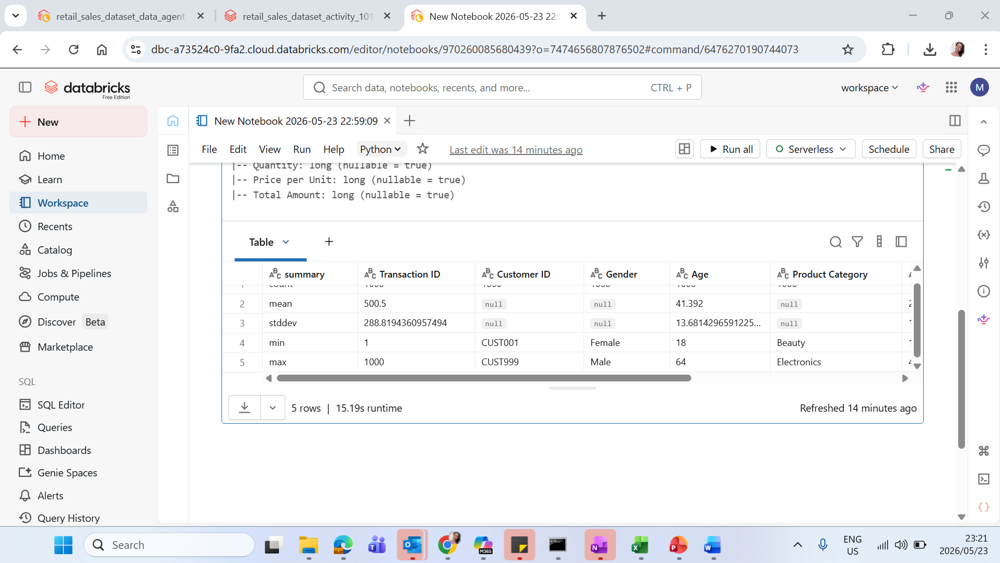 retail_sales_dataset_data_agent
retail_sales_dataset_activity_101
New Notebook 2026-05-23 22:5
dbc-a73524c0-9fa2.cloud.databricks.com/editor/notebooks/970260085680439?o=7474656807876502#command/6476270190744073
databricks
Free Edition
Search data, notebooks, recents, and more...
CTRL + P
workspace
M
New
Home
Learn
Workspace
Recents
Catalog
Jobs & Pipelines
Compute
Discover Beta
Marketplace
SQL
SQL Editor
Queries
Dashboards
Genie Spaces
Alerts
Query History
New Notebook 2026-05-23 22:59:09
File Edit View Run Help Python
Last edit was 14 minutes ago
Run all
Serverless
Schedule
Share
|-- Quantity: long (nullable = true)
|-- Price per Unit: long (nullable = true)
|-- Total Amount: long (nullable = true)
Table
summary Transaction ID Customer ID Gender Age Product Category
1 count 1000 1000 1000 1000 1000
2 mean 500.5 null null 41.392 null
3 stddev 288.8194360957494 null null 13.6814296591225... null
4 min 1 CUST001 Female 18 Beauty
5 max 1000 CUST999 Male 64 Electronics
5 rows | 15.19s runtime
Refreshed 14 minutes ago
Search
M365
ENG
US
23:21
2026/05/23